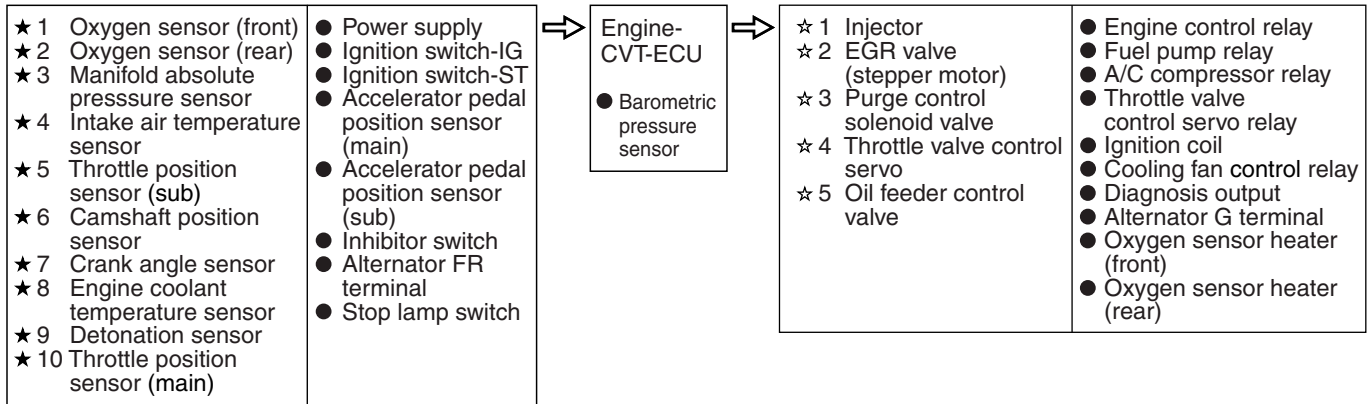 ★1 Oxygen sensor (front)
★2 Oxygen sensor (rear)
★3 Manifold absolute
presssure sensor
★4 Intake air temperature
sensor
★5 Throttle position
sensor (sub)
★6 Camshaft position
sensor
★7 Crank angle sensor
★8 Engine coolant
temperature sensor
★9 Detonation sensor
★10 Throttle position
sensor (main)
● Power supply
● Ignition switch-IG
● Ignition switch-ST
● Accelerator pedal
position sensor
(main)
● Accelerator pedal
position sensor
(sub)
● Inhibitor switch
● Alternator FR
terminal
● Stop lamp switch
Engine-
CVT-ECU
● Barometric
pressure
sensor
☆1 Injector
☆2 EGR valve
(stepper motor)
☆3 Purge control
solenoid valve
☆4 Throttle valve control
servo
☆5 Oil feeder control
valve
● Engine control relay
● Fuel pump relay
● A/C compressor relay
● Throttle valve
control servo relay
● Ignition coil
● Cooling fan control relay
● Diagnosis output
● Alternator G terminal
● Oxygen sensor heater
(front)
● Oxygen sensor heater
(rear)